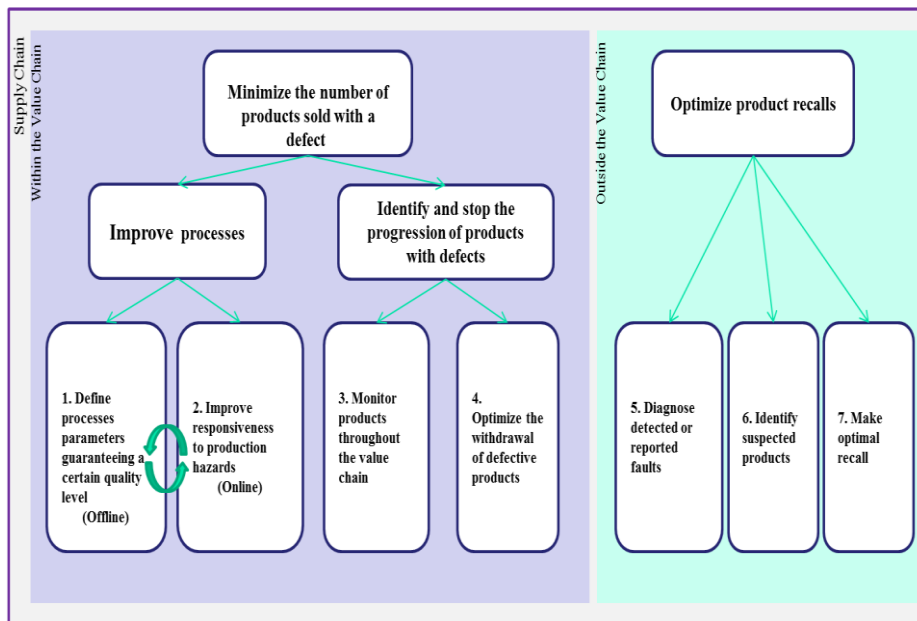 Supply Chain
Within the Value Chain
Minimize the number of
products sold with a
defect
Improve processes
Identify and stop the
progression of products
with defects
1. Define
processes
parameters
guaranteeing a
certain quality
level
(Offline)
2. Improve
responsiveness
to production
hazards
(Online)
3. Monitor
products
throughout the
value chain
4.
Optimize the
withdrawal
of defective
products
Outside the Value Chain
Optimize product recalls
5. Diagnose
detected or
reported
faults
6. Identify
suspected
products
7. Make
optimal
recall